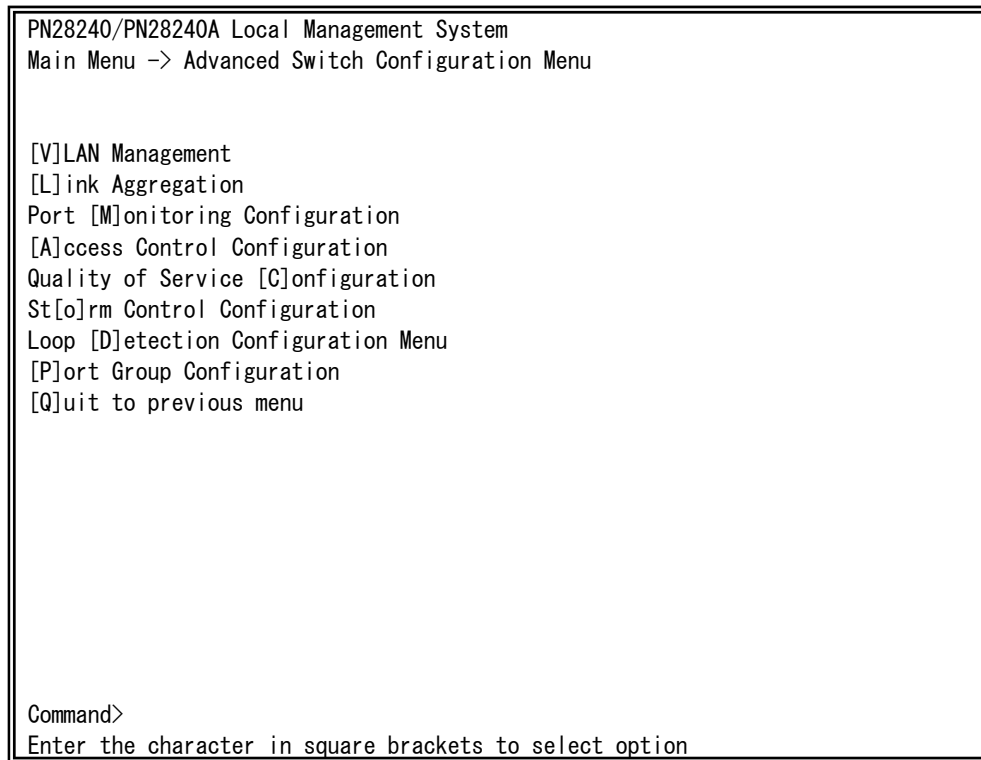 PN28240/PN28240A Local Management System
Main Menu -> Advanced Switch Configuration Menu
[V]LAN Management
[L]ink Aggregation
Port [M]onitoring Configuration
[A]ccess Control Configuration
Quality of Service [C]onfiguration
St[o]rm Control Configuration
Loop [D]etection Configuration Menu
[P]ort Group Configuration
[Q]uit to previous menu
Command>
Enter the character in square brackets to select option